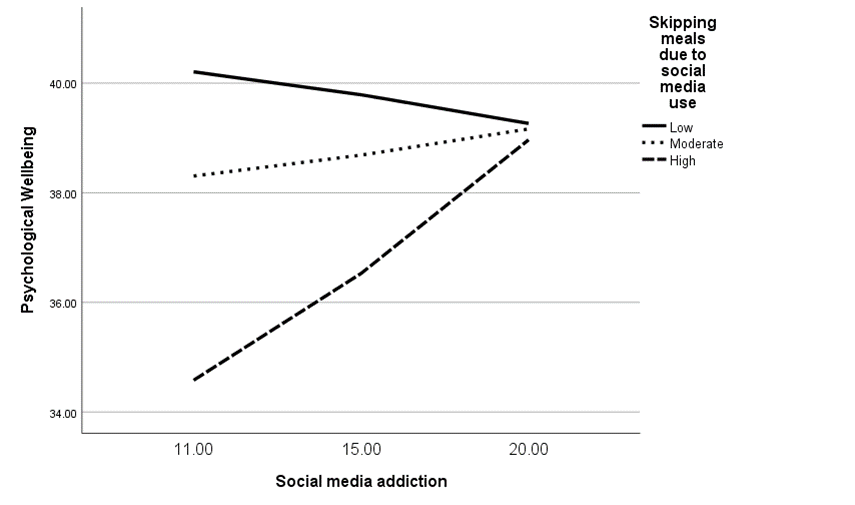 Psychological Wellbeing
40.00
38.00
36.00
34.00
11.00
15.00
20.00
Social media addiction
Skipping
meals
due to
social
media
use
Low
Moderate
High